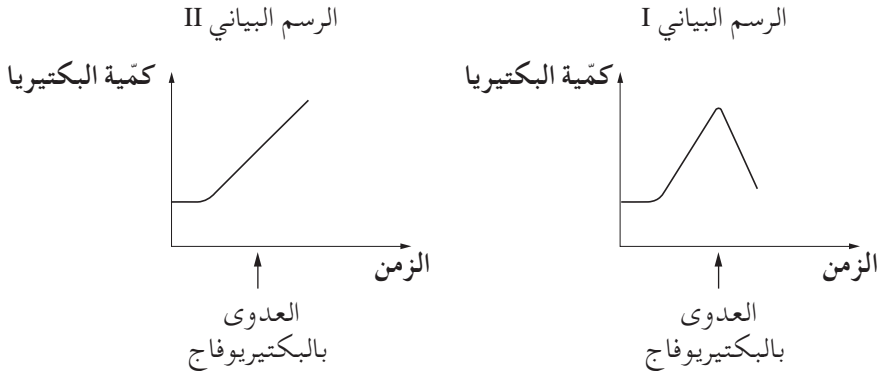 الرسم البياني I
كمّية البكتيريا
الزمن
العدوى
بالبكتيريوفاج
الرسم البياني II
كمّية البكتيريا
الزمن
العدوى
بالبكتيريوفاج